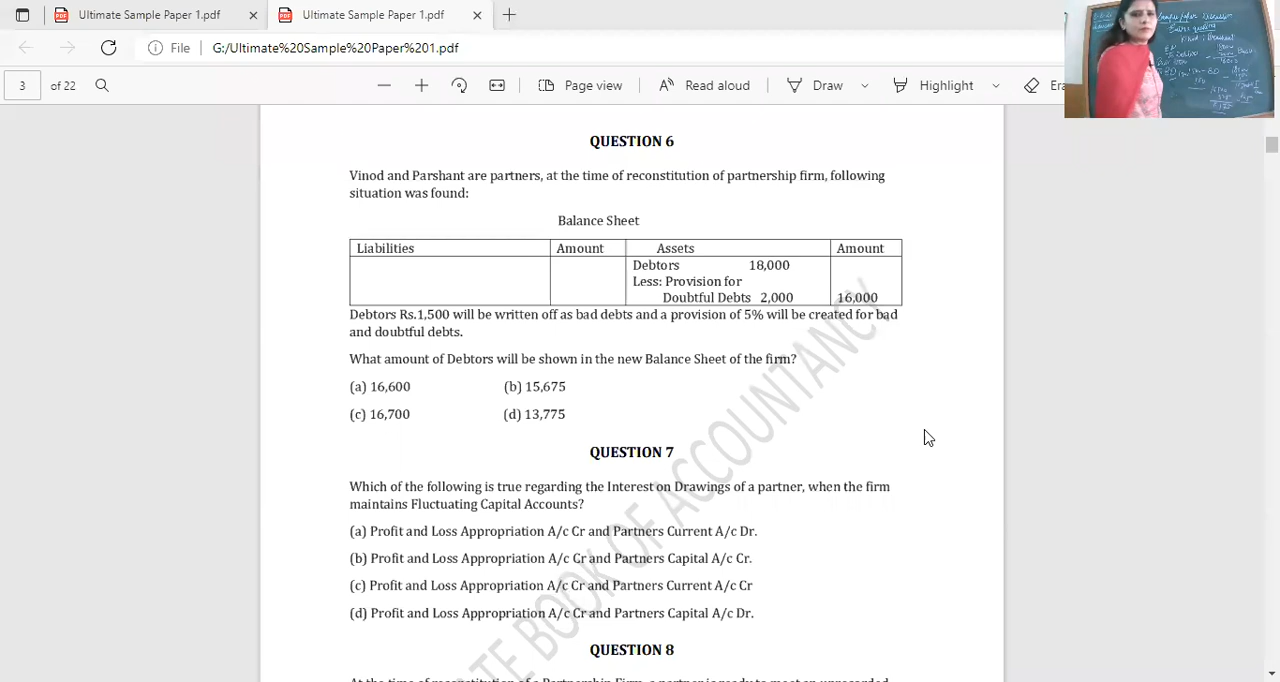 Ultimate Sample Paper 1.pdf
Ultimate Sample Paper 1.pdf
File G:/Ultimate%20Sample%20Paper%201.pdf
3 of 22 Page view Read aloud Draw Highlight
QUESTION 6
Vinod and Parshant are partners, at the time of reconstitution of partnership firm, following
situation was found:
Balance Sheet
Liabilities Amount Assets Amount
Debtors 18,000
Less: Provision for
Doubtful Debts 2,000 16,000
Debtors Rs.1,500 will be written off as bad debts and a provision of 5% will be created for bad
and doubtful debts.
What amount of Debtors will be shown in the new Balance Sheet of the firm?
(a) 16,600 (b) 15,675
(c) 16,700 (d) 13,775
QUESTION 7
Which of the following is true regarding the Interest on Drawings of a partner, when the firm
maintains Fluctuating Capital Accounts?
(a) Profit and Loss Appropriation A/c Cr and Partners Current A/c Dr.
(b) Profit and Loss Appropriation A/c Cr and Partners Capital A/c Cr.
(c) Profit and Loss Appropriation A/c Cr and Partners Current A/c Cr
(d) Profit and Loss Appropriation A/c Cr and Partners Capital A/c Dr.
QUESTION 8
BOOK OF ACCOUNTANCY